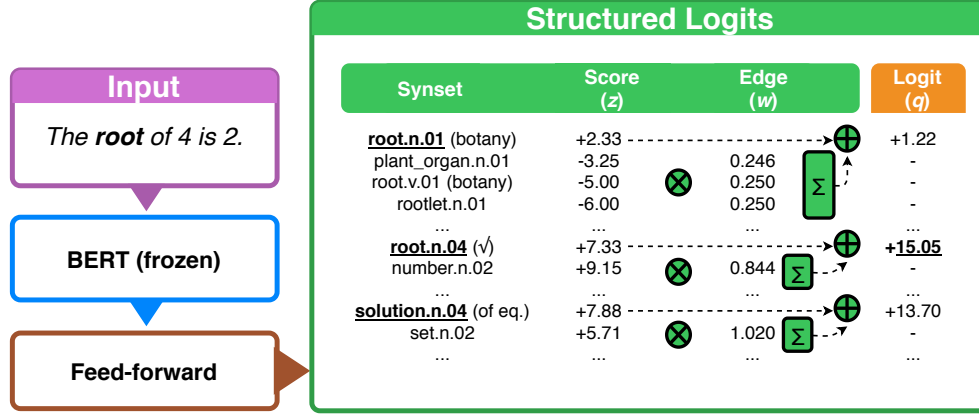 Structured Logits
Input
The root of 4 is 2.
BERT (frozen)
Feed-forward
Synset Score (z) Edge (w) Logit (q)
root.n.01 (botany) +2.33 +1.22
plant_organ.n.01 -3.25 0.246 -
root.v.01 (botany) -5.00 0.250 -
rootlet.n.01 -6.00 0.250 -
... ... ... ...
Σ
root.n.04 (√) +7.33 +15.05
number.n.02 +9.15 0.844 Σ -
... ... ... ...
solution.n.04 (of eq.) +7.88 +13.70
set.n.02 +5.71 1.020 Σ -
... ... ... ...